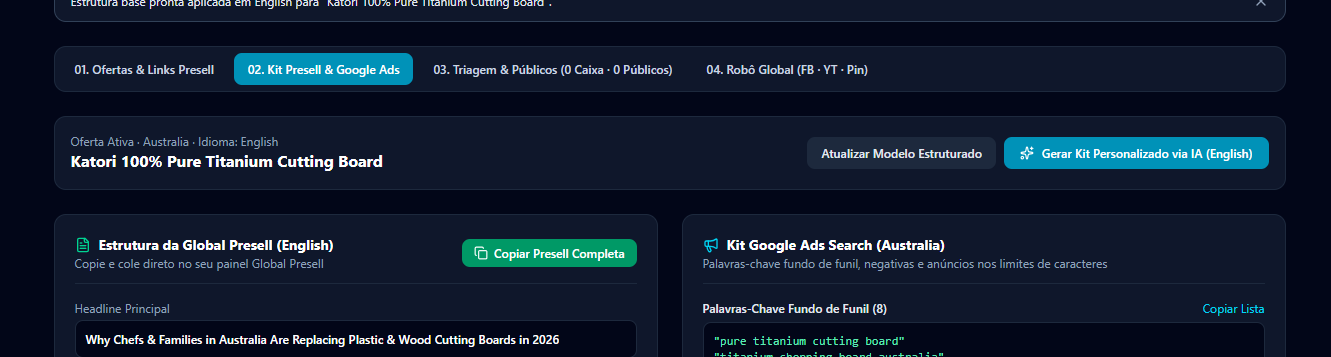 Estrutura base pronta aplicada em English para "Katori 100% Pure Titanium Cutting Board".
01. Ofertas & Links Presell
02. Kit Presell & Google Ads
03. Triagem & Públicos (0 Caixa · 0 Públicos)
04. Robô Global (FB · YT · Pin)
Oferta Ativa · Australia · Idioma: English
Katori 100% Pure Titanium Cutting Board
Atualizar Modelo Estruturado
Gerar Kit Personalizado via IA (English)
Estrutura da Global Presell (English)
Copie e cole direto no seu painel Global Presell
Copiar Presell Completa
Headline Principal
Why Chefs & Families in Australia Are Replacing Plastic & Wood Cutting Boards in 2026
Kit Google Ads Search (Australia)
Palavras-chave fundo de funil, negativas e anúncios nos limites de caracteres
Palavras-Chave Fundo de Funil (8)
Copiar Lista
"pure titanium cutting board"
"titanium chopping board australia"